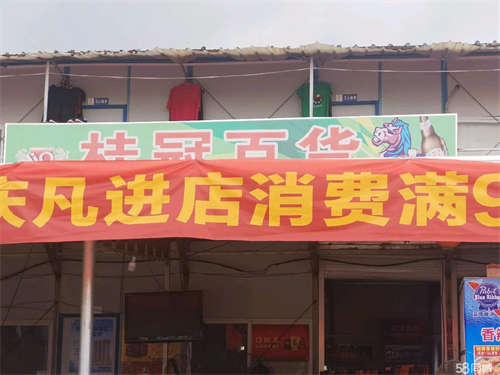 桂冠百货
庆凡进店消费满9
Pabst
Blue Ribbon
香辣
58同城